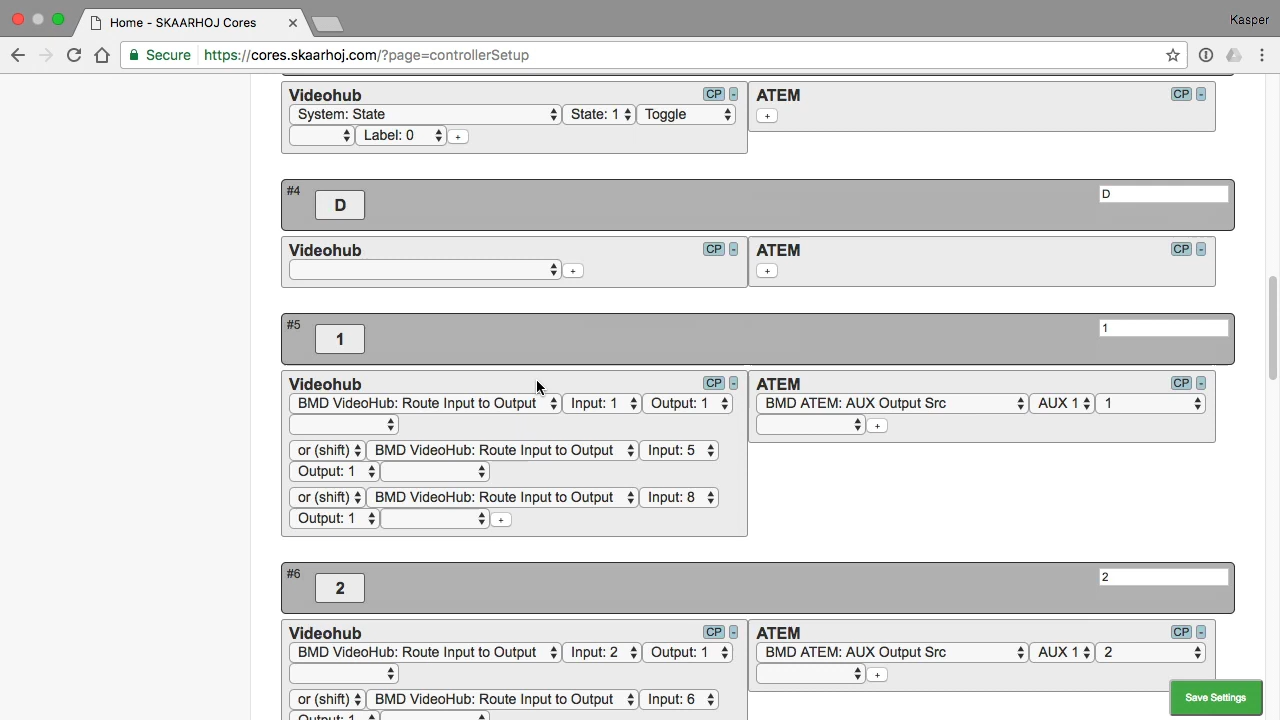 Home - SKAARHOJ Cores
Kasper
Secure https://cores.skaarhoj.com/?page=controllerSetup
Videohub CP - ATEM CP -
System: State State: 1 Toggle +
Label: 0 +
#4 D D
Videohub CP - ATEM CP -
+ +
#5 1 1
Videohub CP - ATEM CP -
BMD VideoHub: Route Input to Output Input: 1 Output: 1 BMD ATEM: AUX Output Src AUX 1 1
+
or (shift) BMD VideoHub: Route Input to Output Input: 5
Output: 1
or (shift) BMD VideoHub: Route Input to Output Input: 8
Output: 1 +
#6 2 2
Videohub CP - ATEM CP -
BMD VideoHub: Route Input to Output Input: 2 Output: 1 BMD ATEM: AUX Output Src AUX 1 2
+
or (shift) BMD VideoHub: Route Input to Output Input: 6 Save Settings
Output: 1